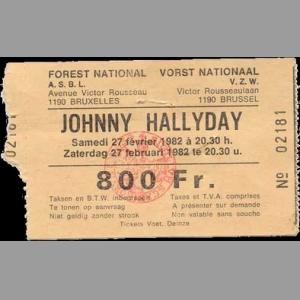 FOREST NATIONAL VORST NATIONAAL
A.S.B.L. V.Z.W.
Avenue Victor Rousseau Victor Rousseaulaan
1190 BRUXELLES 1190 BRUSSEL
JOHNNY HALLYDAY
Samedi 27 février 1982 à 20.30 h.
Zaterdag 27 februari 1982 te 20.30 u.
800 Fr.
Taksen en B.T.W. inbegrepen Taxes et T.V.A. comprises
Te tonen op aanvraag A présenter sur demande
Niet geldig zonder strook Non valable sans souche
Tickets Voet, Deinze
02181
Nº 02181